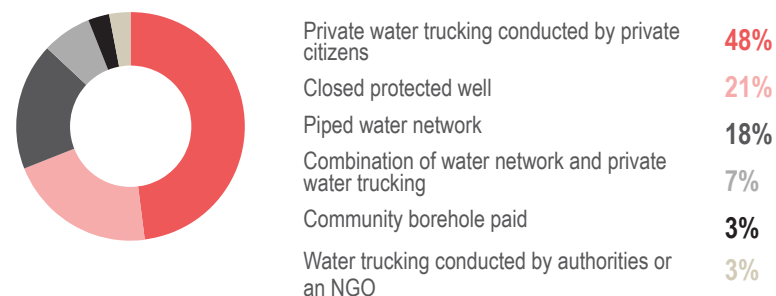 Private water trucking conducted by private
citizens
48%
Closed protected well
21%
Piped water network
18%
Combination of water network and private
water trucking
7%
Community borehole paid
3%
Water trucking conducted by authorities or
an NGO
3%